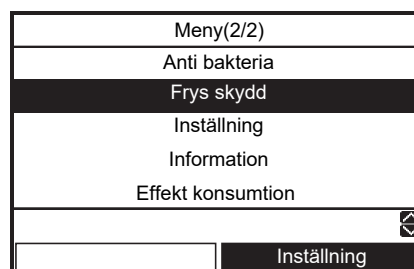 Meny(2/2)
Anti bakteria
Frys skydd
Inställning
Information
Effekt konsumtion
Inställning